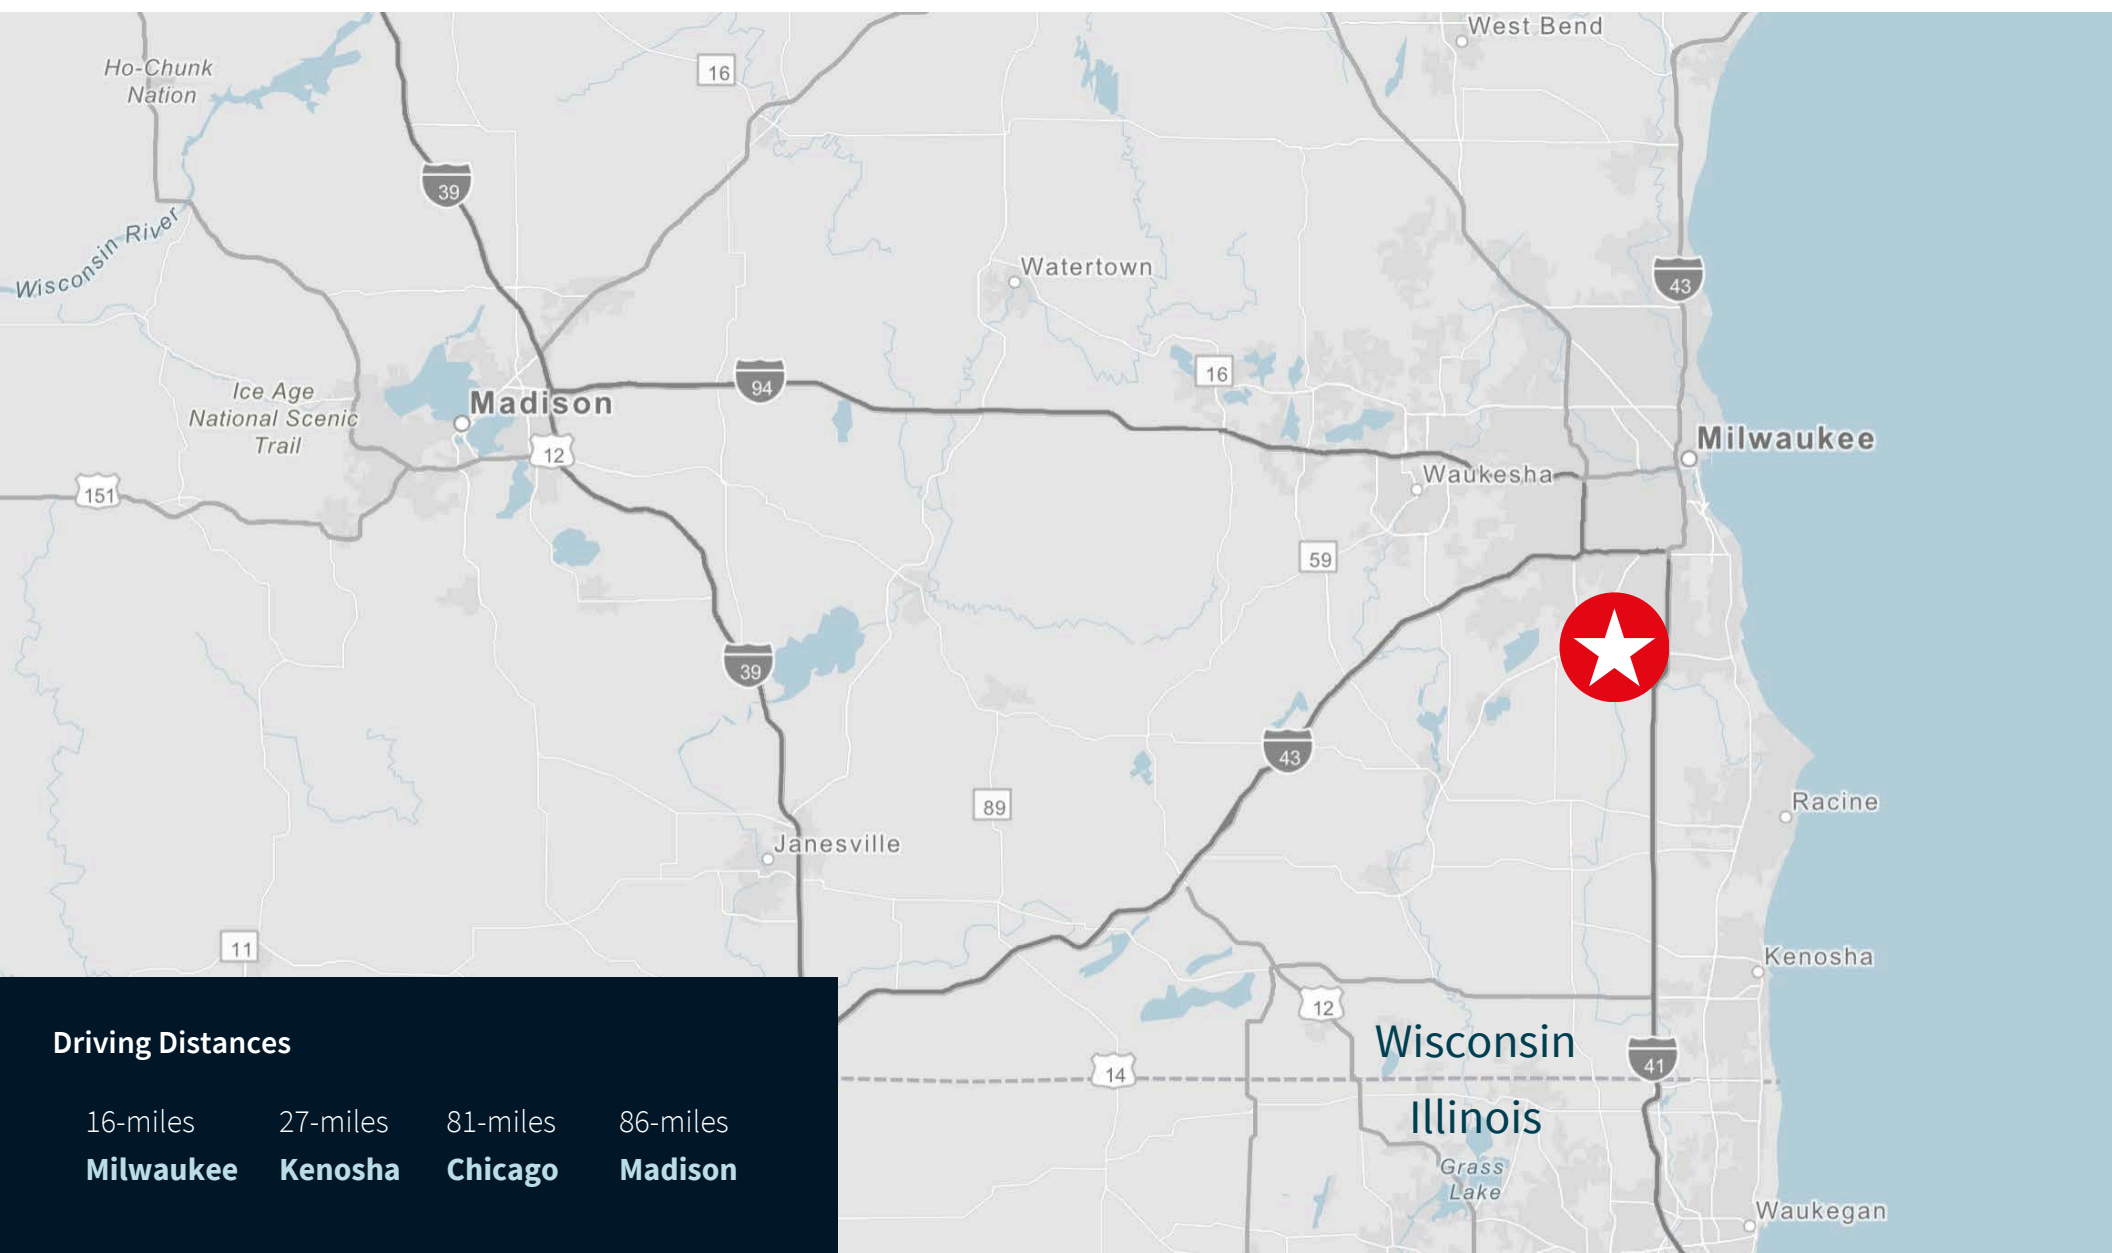 West Bend
Ho-Chunk
Nation
16
39
Wisconsin River
Watertown
43
94
16
Ice Age
National Scenic
Trail
Madison
Milwaukee
12
Waukesha
151
59
39
43
89
Racine
Janesville
11
Kenosha
12
Wisconsin
41
14
Illinois
Grass
Lake
Waukegan
Driving Distances
16-miles 27-miles 81-miles 86-miles
Milwaukee Kenosha Chicago Madison